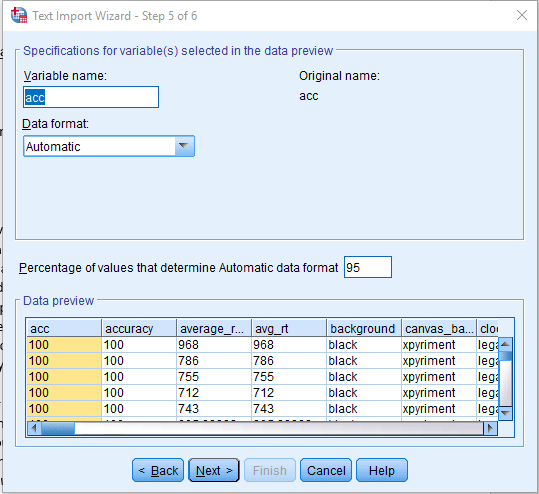 Text Import Wizard - Step 5 of 6
Specifications for variable(s) selected in the data preview
Variable name: Original name:
acc acc
Data format:
Automatic
Percentage of values that determine Automatic data format 95
Data preview
acc accuracy average_r... avg_rt background canvas_ba... cloc
100 100 968 968 black xpyriment lega
100 100 786 786 black xpyriment lega
100 100 755 755 black xpyriment lega
100 100 712 712 black xpyriment lega
100 100 743 743 black xpyriment lega
< Back Next > Finish Cancel Help